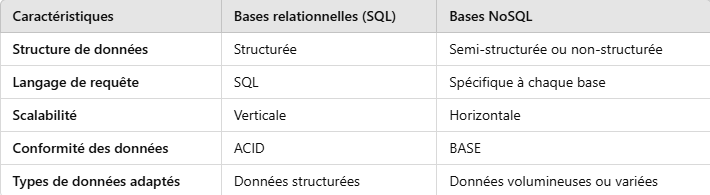 Caractéristiques Bases relationnelles (SQL) Bases NoSQL
Structure de données Structurée Semi-structurée ou non-structurée
Langage de requête SQL Spécifique à chaque base
Scalabilité Verticale Horizontale
Conformité des données ACID BASE
Types de données adaptés Données structurées Données volumineuses ou variées